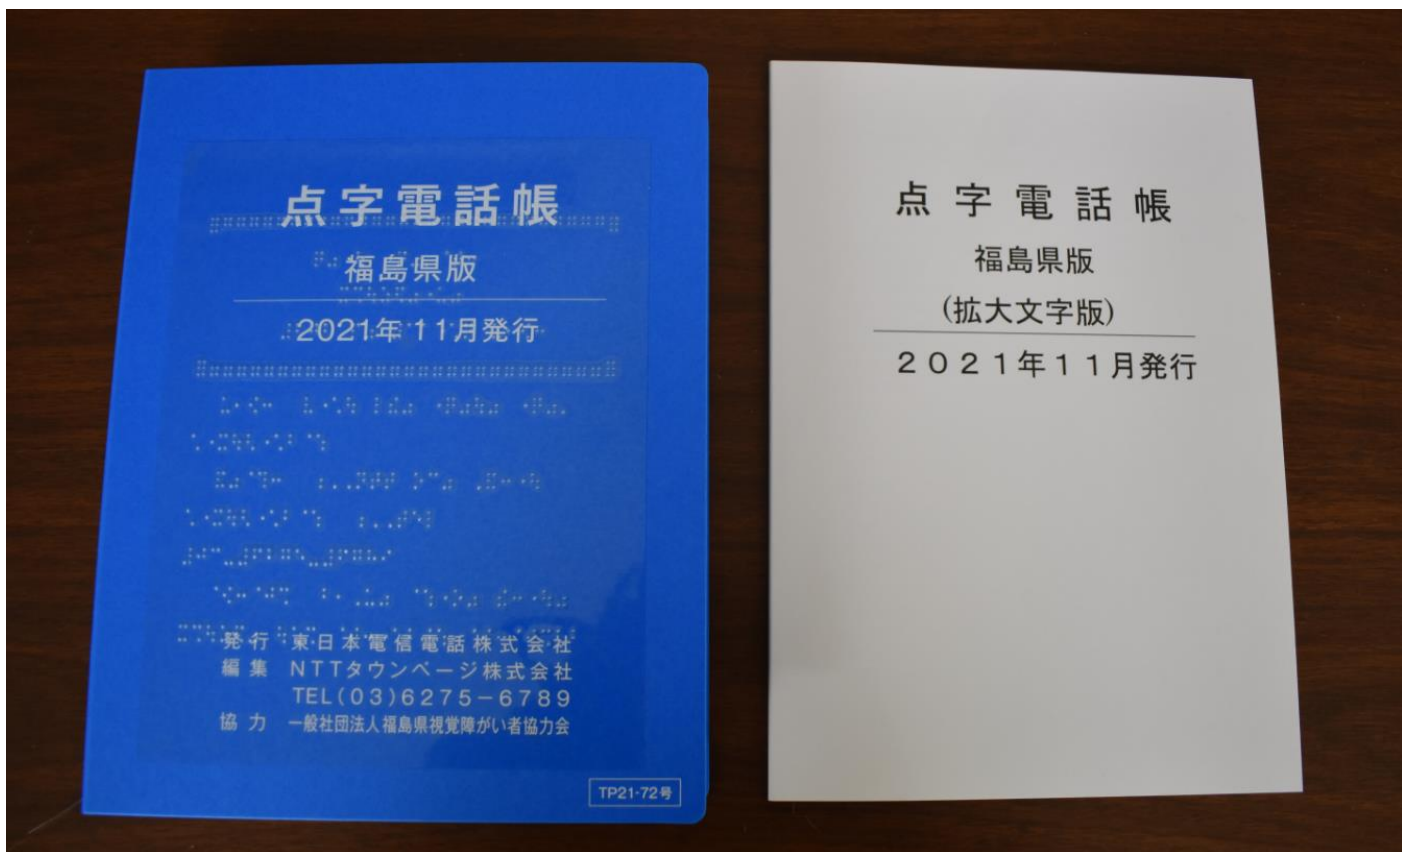 点字電話帳
福島県版
2021年11月発行
発行 東日本電信電話株式会社
編集 NTTタウンページ株式会社
TEL(03)6275-6789
協力 一般社団法人福島県視覚障がい者協力会
TP21-72号
点字電話帳
福島県版
(拡大文字版)
2021年11月発行